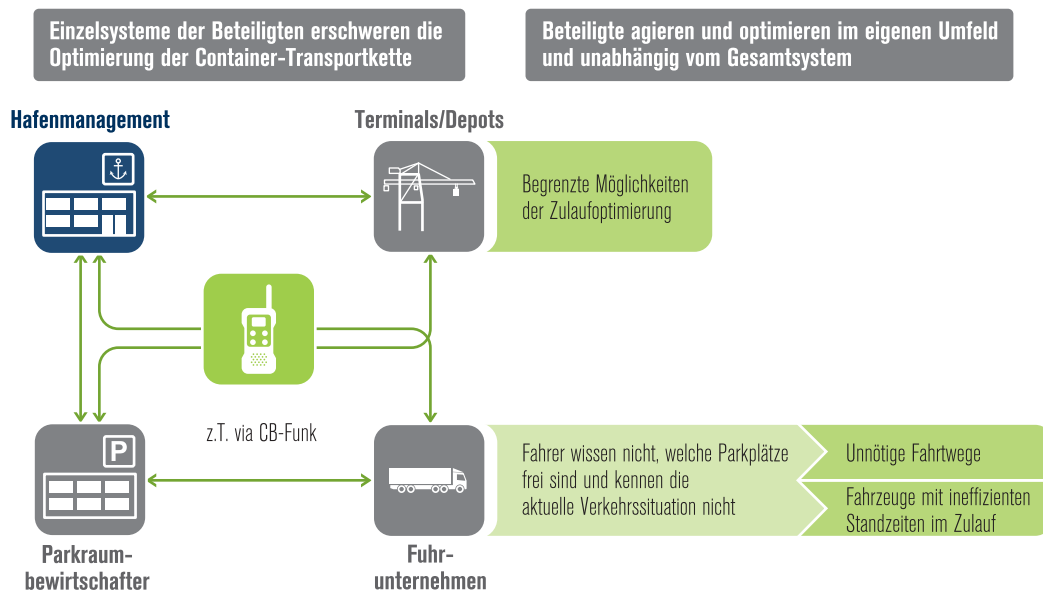 Einzelsysteme der Beteiligten erschweren die
Optimierung der Container-Transportkette
Beteiligte agieren und optimieren im eigenen Umfeld
und unabhängig vom Gesamtsystem
Hafenmanagement
Terminals/Depots
Begrenzte Möglichkeiten
der Zulaufoptimierung
z.T. via CB-Funk
P
Fahrer wissen nicht, welche Parkplätze
frei sind und kennen die
aktuelle Verkehrssituation nicht
Unnötige Fahrtwege
Fahrzeuge mit ineffizienten
Standzeiten im Zulauf
Parkraum-
bewirtschafter
Fuhr-
unternehmen